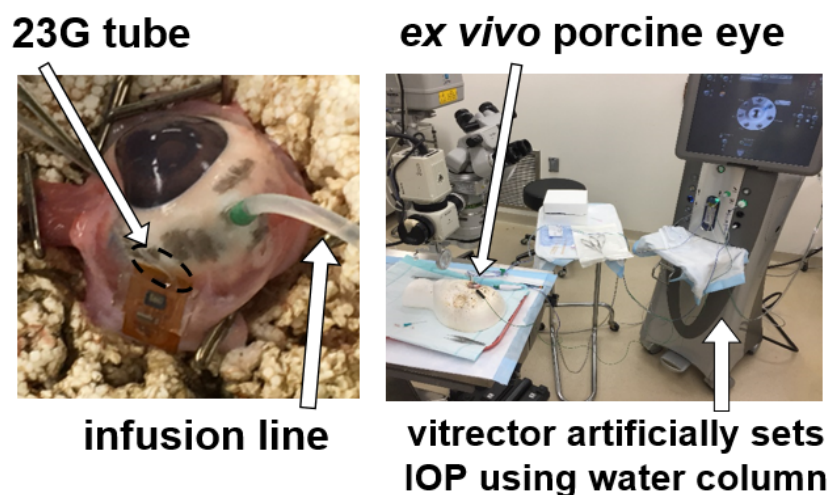 23G tube
ex vivo porcine eye
infusion line
vitrector artificially sets
IOP using water column